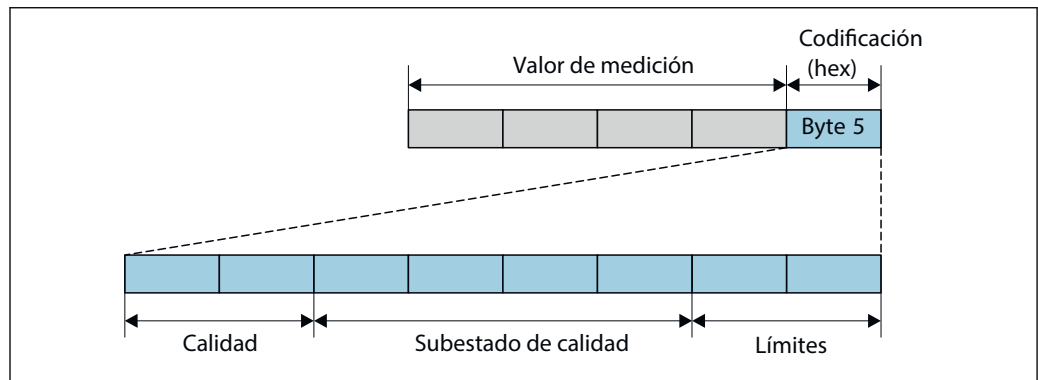 Codificación
Valor de medición
(hex)
Byte 5
Calidad
Subestado de calidad
Límites